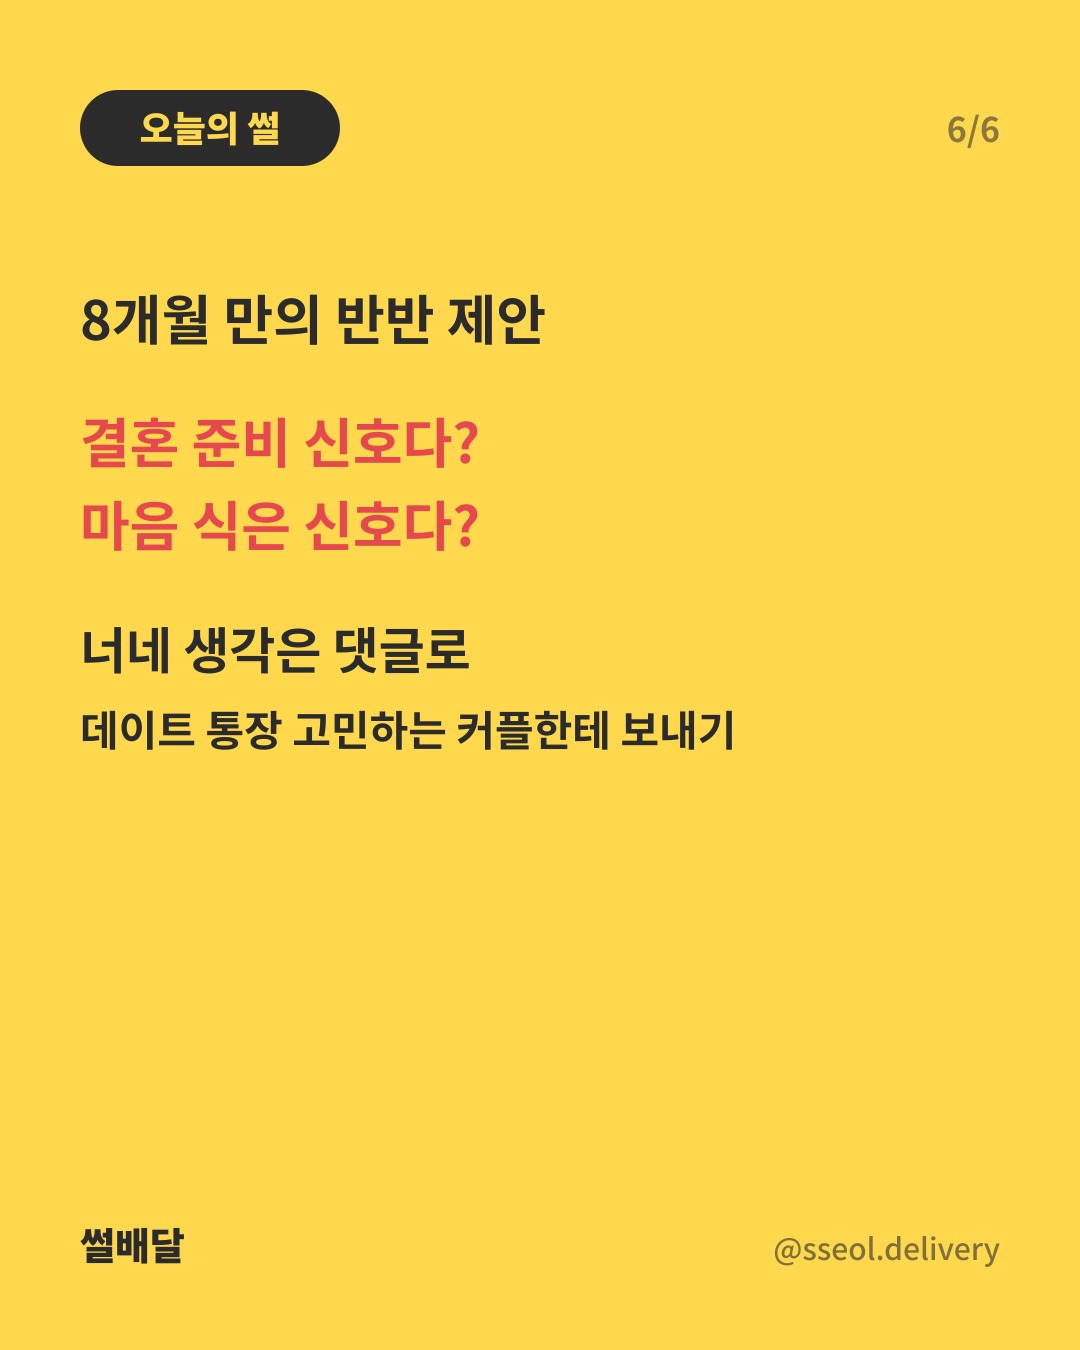 오늘의 썰
6/6
8개월 만의 반반 제안
결혼 준비 신호다?
마음 식은 신호다?
너네 생각은 댓글로
데이트 통장 고민하는 커플한테 보내기
썰배달
@sseol.delivery